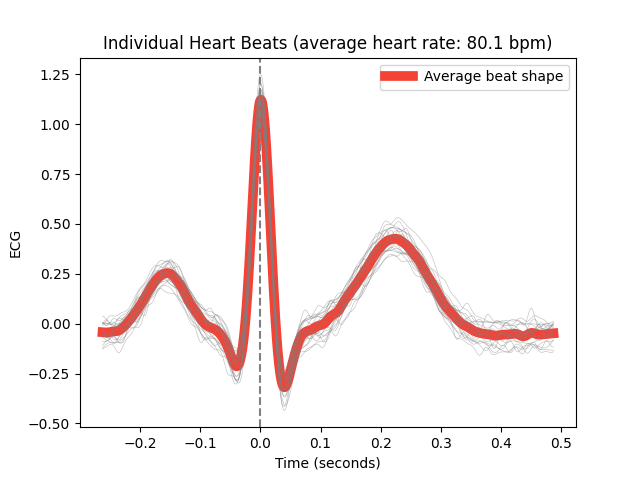 Individual Heart Beats (average heart rate: 80.1 bpm)
Average beat shape
ECG
1.25
1.00
0.75
0.50
0.25
0.00
−0.25
−0.50
−0.2 −0.1 0.0 0.1 0.2 0.3 0.4 0.5
Time (seconds)